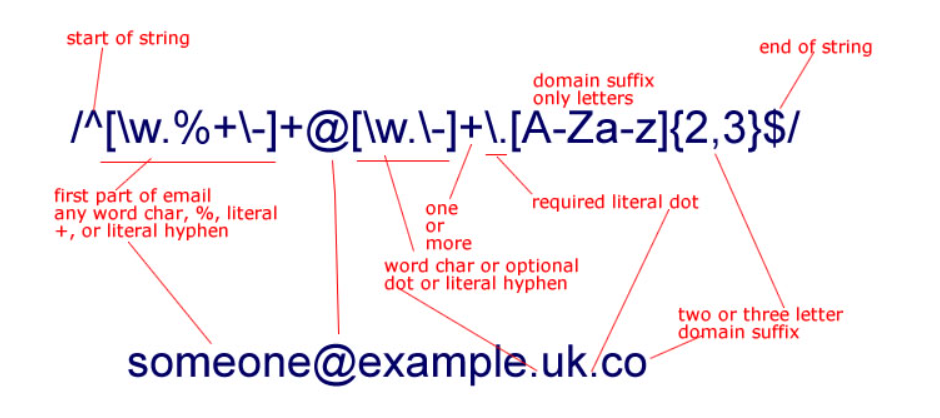 start of string
end of string
domain suffix
only letters
/^[\w.%+\-]+@[\w.\-]+\.[A-Za-z]{2,3}$/
first part of email
any word char, %, literal
+, or literal hyphen
one
or
more
required literal dot
word char or optional
dot or literal hyphen
two or three letter
domain suffix
someone@example.uk.co